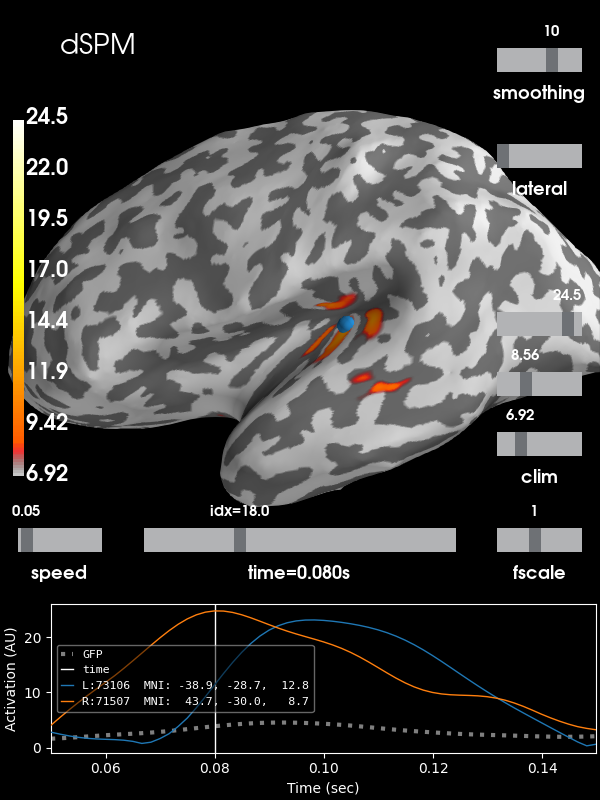 dSPM
10
smoothing
lateral
24.5
22.0
19.5
17.0
14.4
11.9
9.42
6.92
24.5
8.56
6.92
clim
0.05
speed
idx=18.0
time=0.080s
1
fscale
Activation (AU)
20
10
0
GFP
time
L:73106 MNI: -38.9, -28.7, 12.8
R:71507 MNI: 43.7, -30.0, 8.7
0.06 0.08 0.10 0.12 0.14
Time (sec)